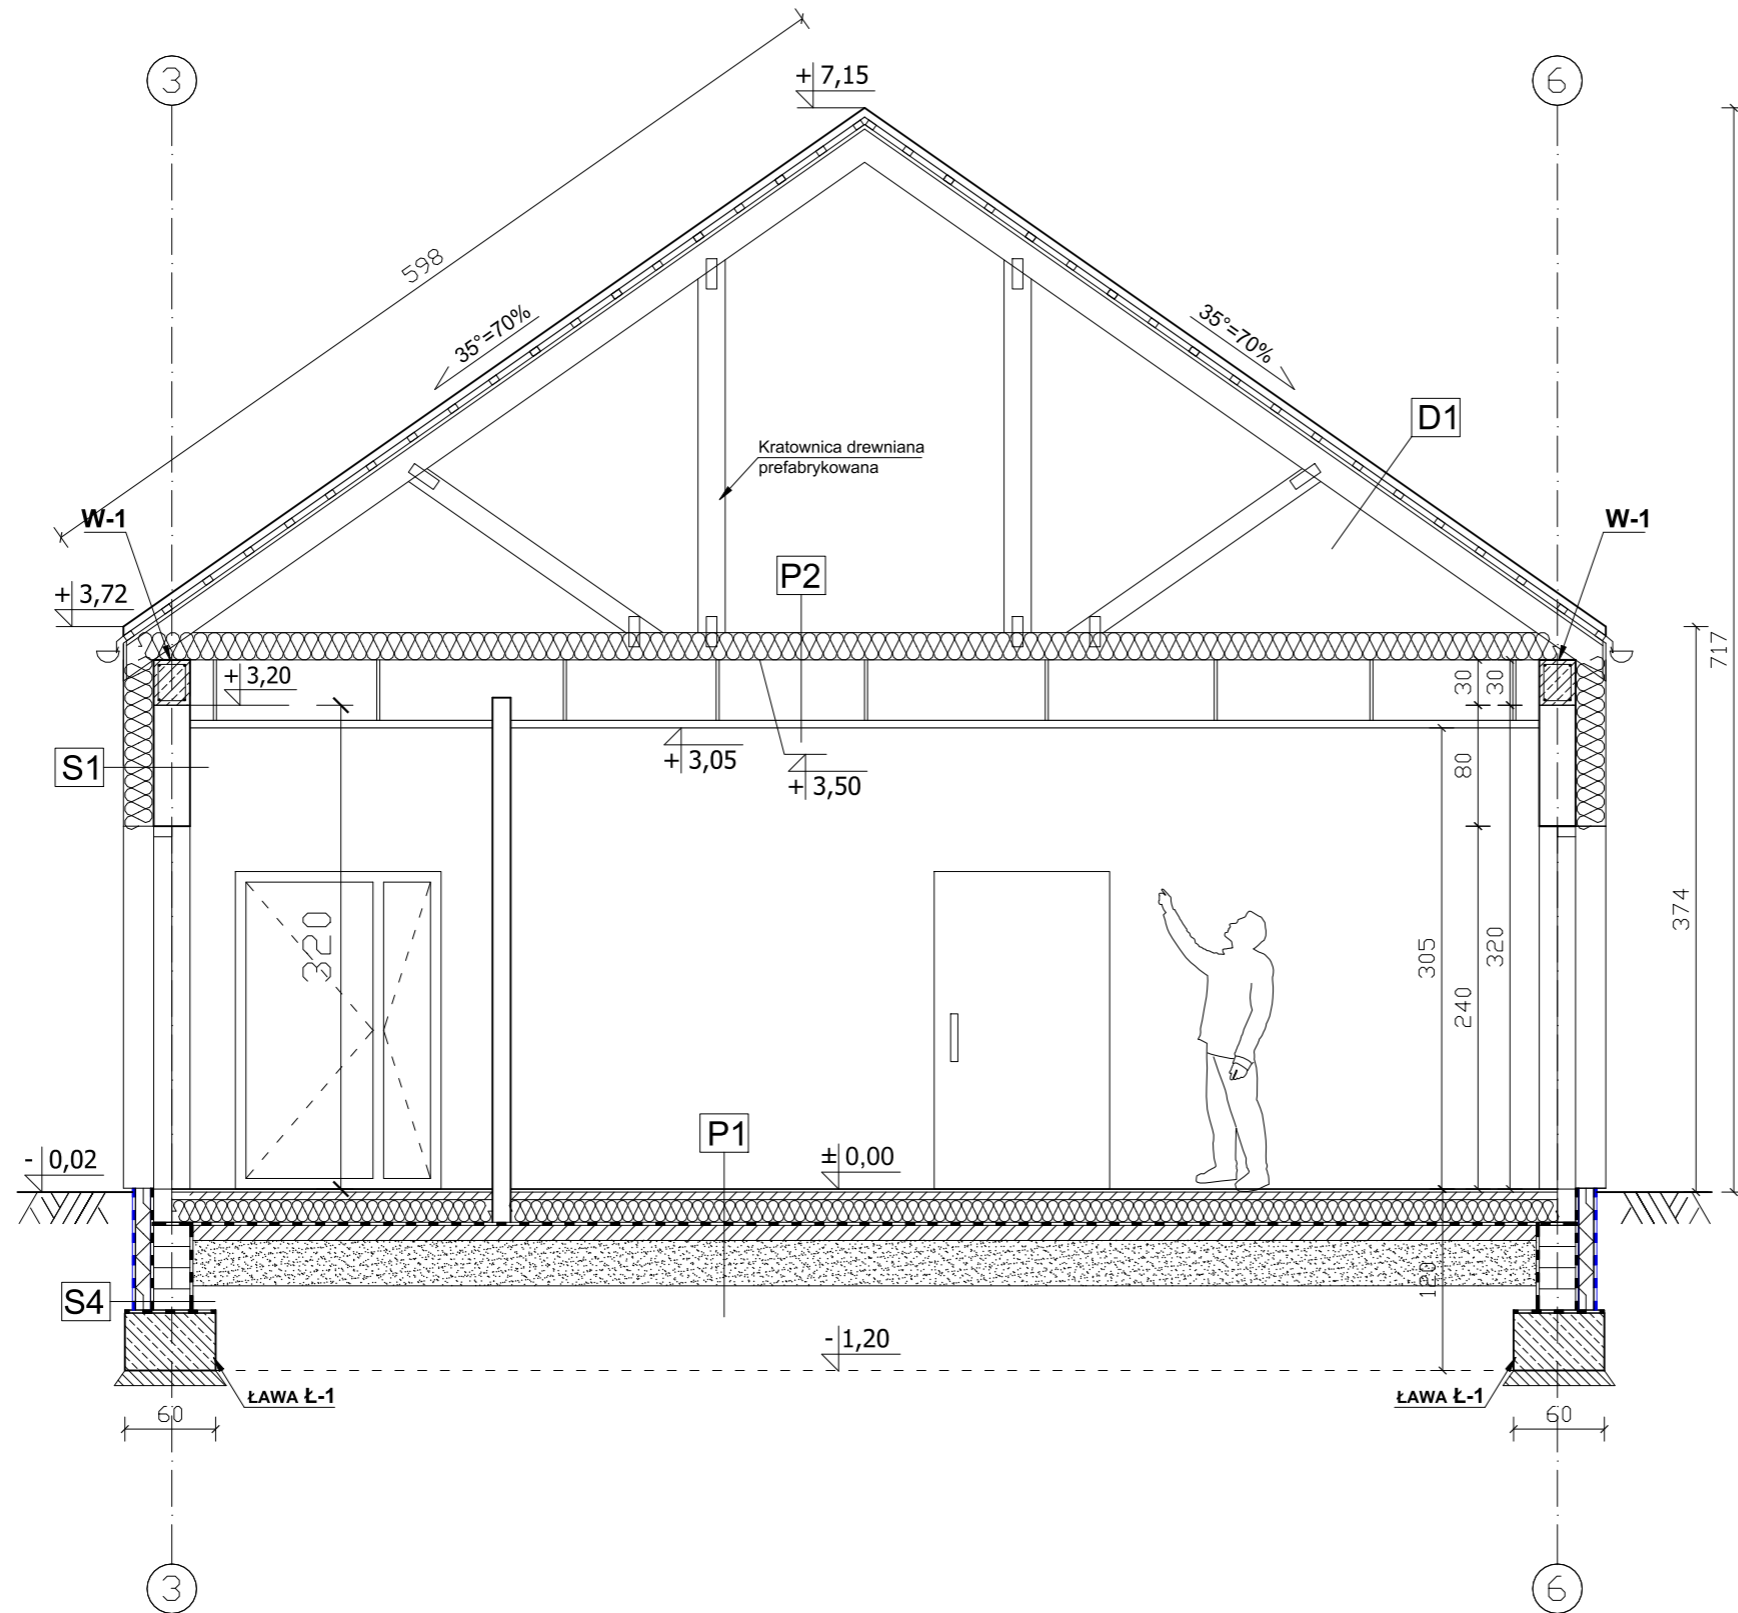 3
6
+ 7,15
598
35°=70%
35°=70%
D1
Kratownica drewniana
prefabrykowana
W-1
W-1
P2
+ 3,72
717
+ 3,20
30
30
S1
+ 3,05
+ 3,50
80
320
374
305
320
240
P1
- 0,02
± 0,00
120
S4
- 1,20
ŁAWA Ł-1
ŁAWA Ł-1
60
60
3
6